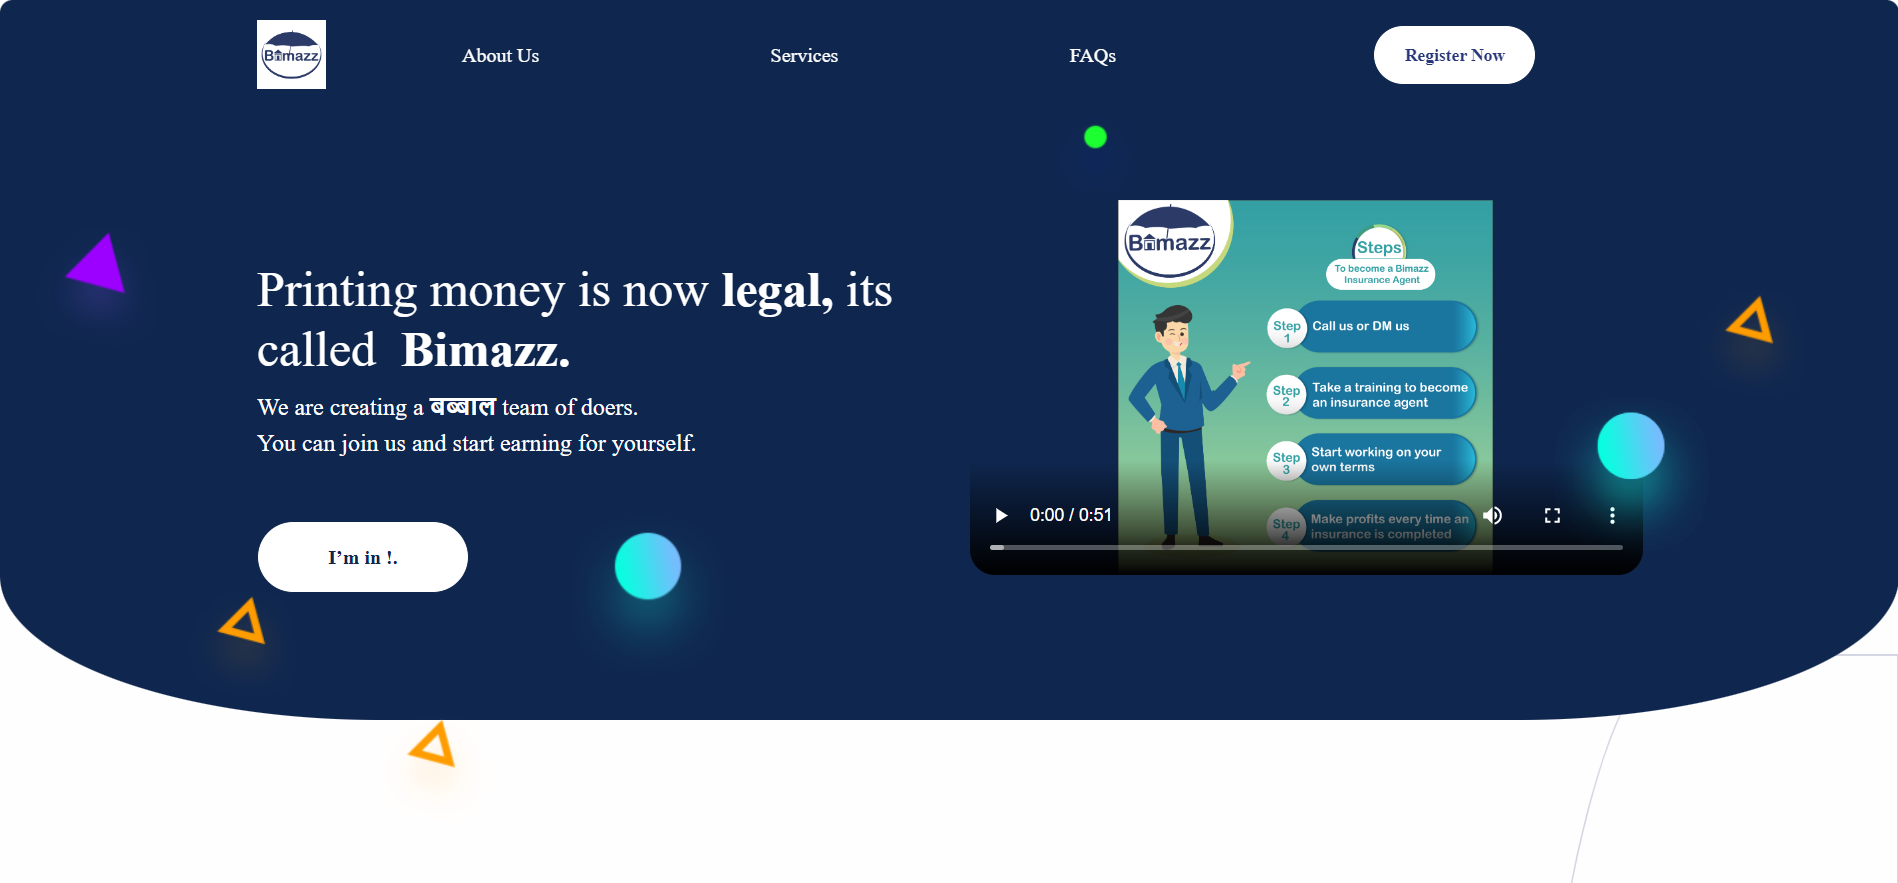 Bimazz
About Us
Services
FAQs
Register Now
Printing money is now legal, its
called Bimazz.
We are creating a बब्बाल team of doers.
You can join us and start earning for yourself.
I’m in !.
Bimazz
Steps
To become a Bimazz
Insurance Agent
Step
1
Call us or DM us
Step
2
Take a training to become
an insurance agent
Step
3
Start working on your
own terms
Step
4
Make profits every time an
insurance is completed
0:00 / 0:51